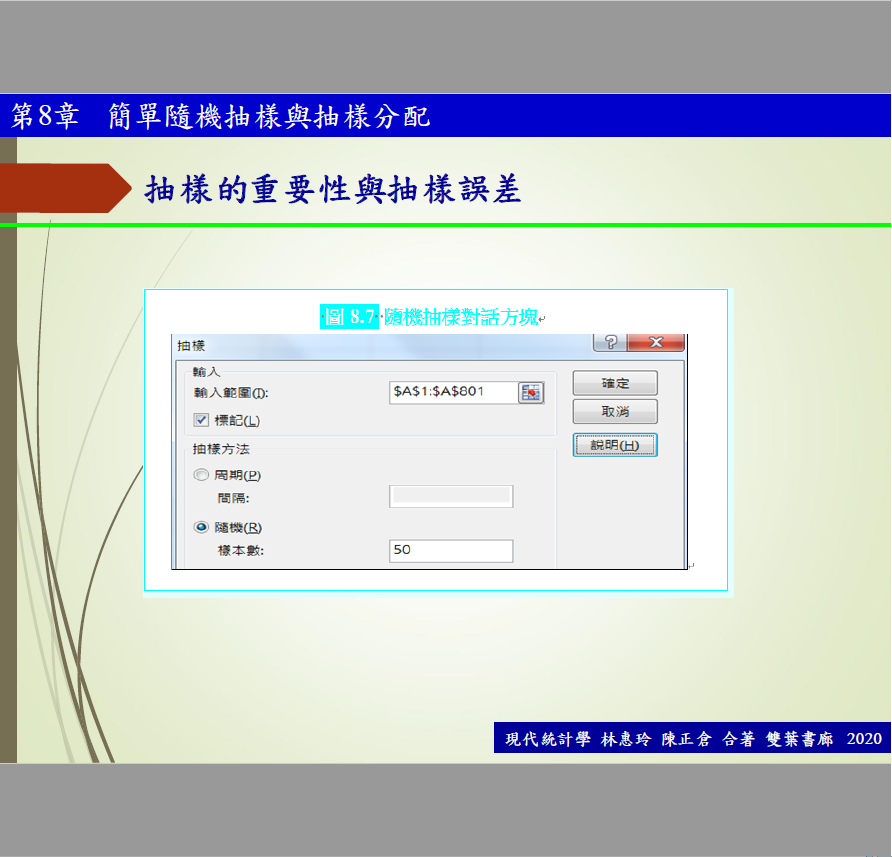 第8章 簡單隨機抽樣與抽樣分配
抽樣的重要性與抽樣誤差
圖 8.7 隨機抽樣對話方塊
抽樣
輸入
輸入範圍(I): $A$1:$A$801
標記(L)
抽樣方法
周期(P)
間隔:
隨機(R)
樣本數: 50
確定
取消
說明(H)
現代統計學 林惠玲 陳正倉 合著 雙葉書廊 2020